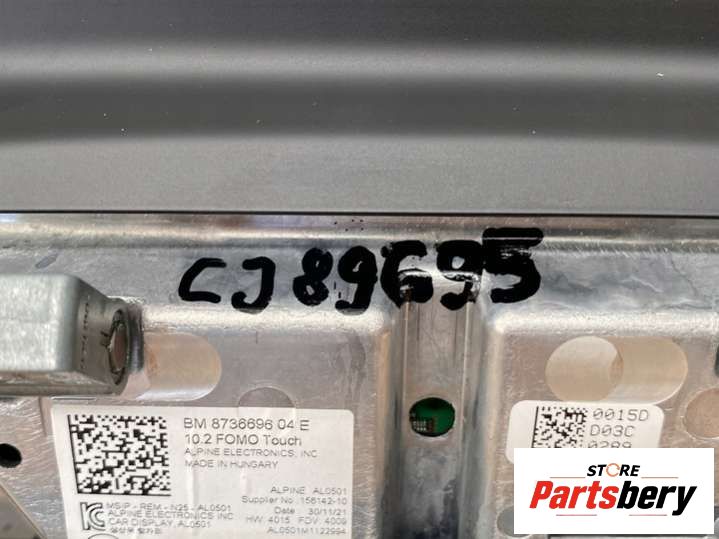 CJ89695
BM 8736696 04 E
10.2 FOMO Touch
ALPINE ELECTRONICS, INC
MADE IN HUNGARY
ALPINE AL0501
Supplier No.: 158142-10
Date : 30/11/21
HW: 4015 FDV: 4009
AL0501M1122994
MSIP - REM - N25 - AL0501
ALPINE ELECTRONICS INC
CAR DISPLAY, AL0501
0015D
D03C
0289
STORE
Partsbery